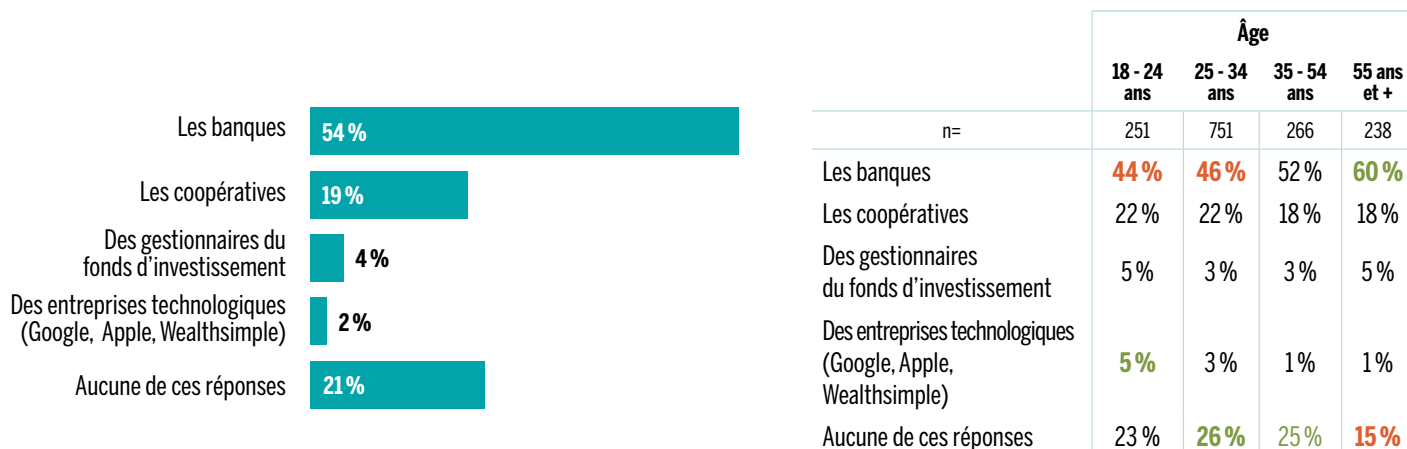 Les banques
54 %
Les coopératives
19 %
Des gestionnaires du
fonds d’investissement
4 %
Des entreprises technologiques
(Google, Apple, Wealthsimple)
2 %
Aucune de ces réponses
21 %
Âge
18 - 24 ans 25 - 34 ans 35 - 54 ans 55 ans et +
n= 251 751 266 238
Les banques 44 % 46 % 52 % 60 %
Les coopératives 22 % 22 % 18 % 18 %
Des gestionnaires
du fonds d’investissement 5 % 3 % 3 % 5 %
Des entreprises technologiques
(Google, Apple, 5 % 3 % 1 % 1 %
Wealthsimple)
Aucune de ces réponses 23 % 26 % 25 % 15 %